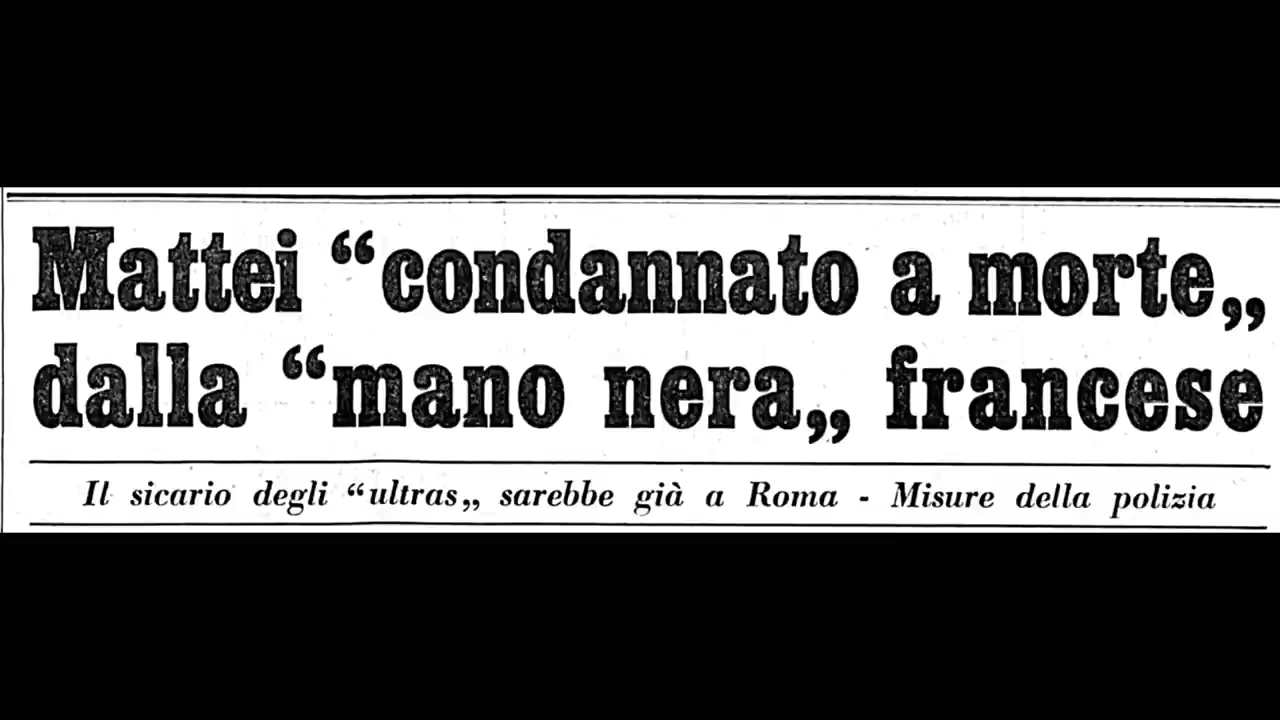 Mattei “condannato a morte„
dalla “mano nera„ francese
Il sicario degli “ultras„ sarebbe già a Roma - Misure della polizia